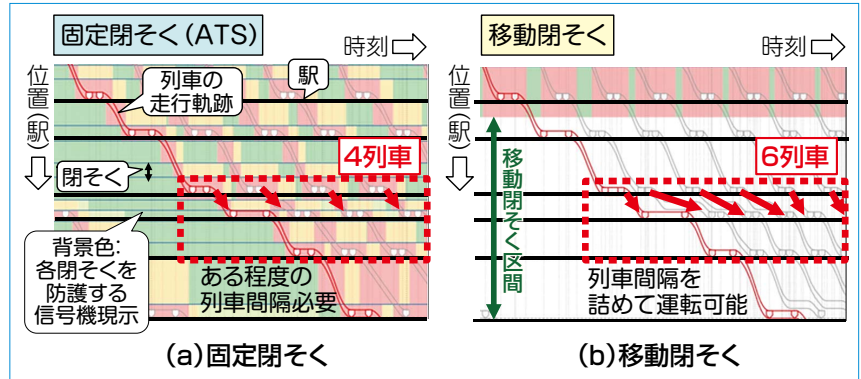 固定閉そく(ATS)
時刻
位置(駅)
列車の
走行軌跡
駅
4列車
閉そく
背景色:
各閉そくを
防護する
信号機現示
ある程度の
列車間隔必要
(a)固定閉そく
移動閉そく
時刻
位置(駅)
6列車
移動閉そく区間
列車間隔を
詰めて運転可能
(b)移動閉そく